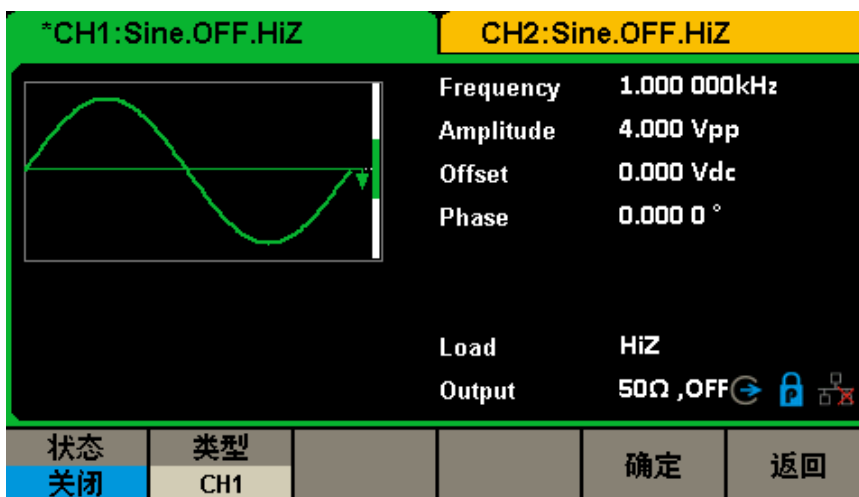 *CH1:Sine.OFF.HiZ
CH2:Sine.OFF.HiZ
Frequency 1.000 000kHz
Amplitude 4.000 Vpp
Offset 0.000 Vdc
Phase 0.000 0 °
Load HiZ
Output 50Ω ,OFF
P
状态 类型 确定 返回
关闭 CH1